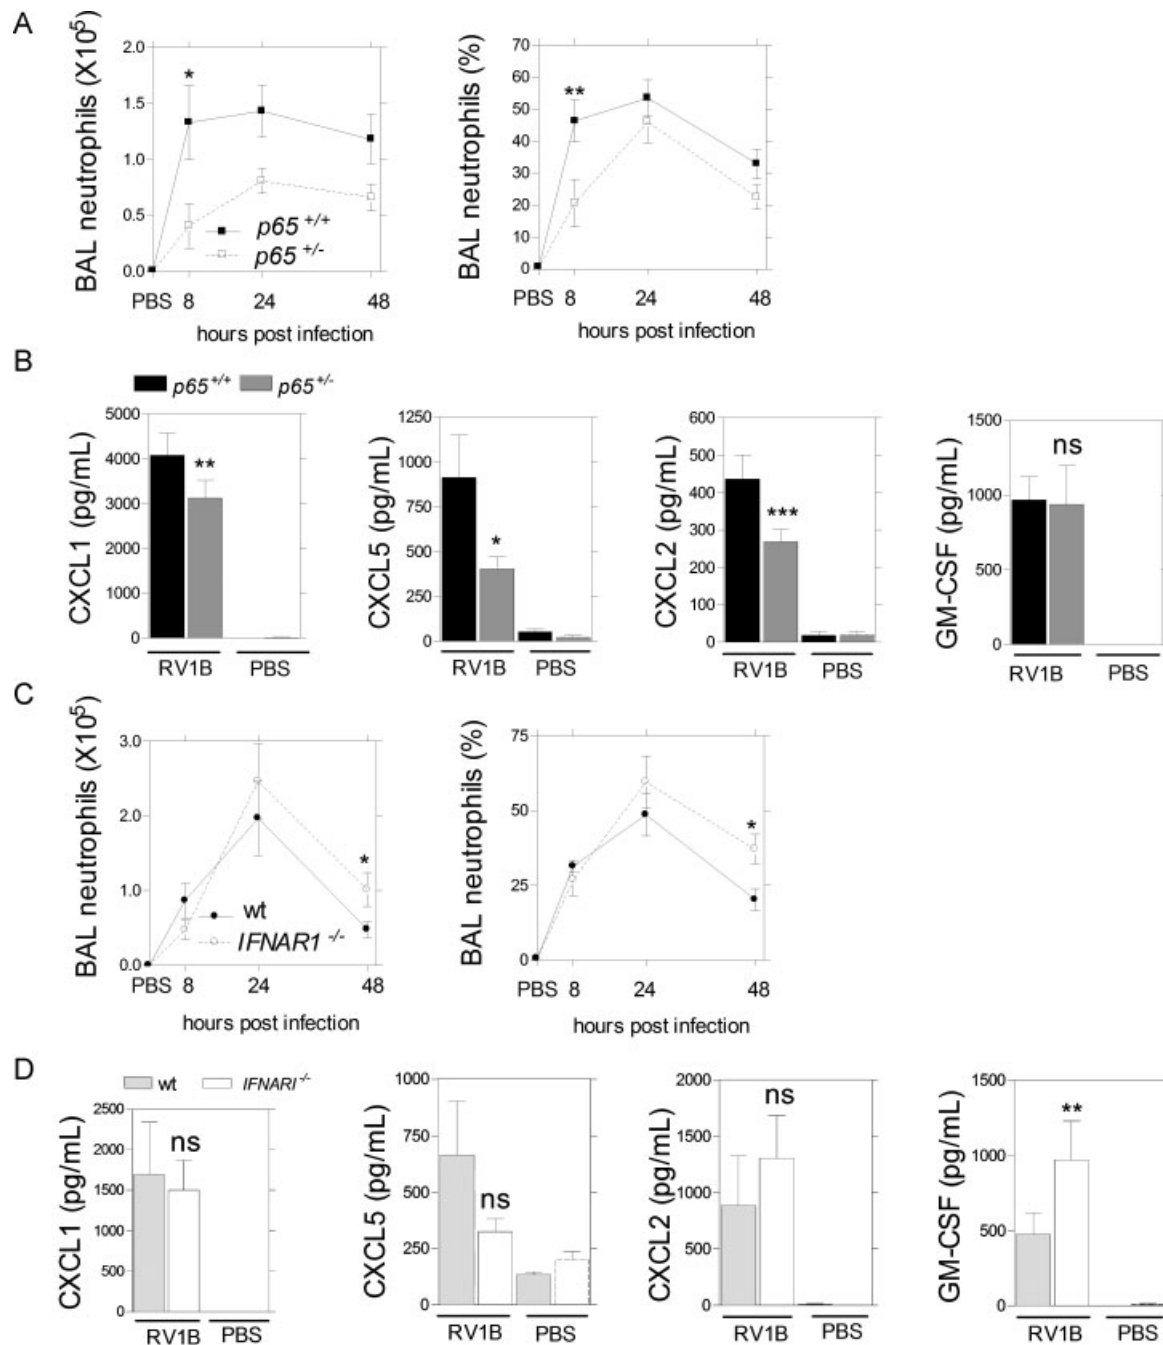 A
BAL neutrophils (X10⁵)
2.0
1.5
1.0
0.5
0.0
*
p65 +/+
p65 +/-
PBS 8 24 48
hours post infection
BAL neutrophils (%)
70
60
50
40
30
20
10
0
**
PBS 8 24 48
hours post infection
B
p65+/+ p65+/-
CXCL1 (pg/mL)
5000
4000
3000
2000
1000
0
**
RV1B PBS
CXCL5 (pg/mL)
1250
1000
750
500
250
0
*
RV1B PBS
CXCL2 (pg/mL)
600
500
400
300
200
100
0
***
RV1B PBS
GM-CSF (pg/mL)
1500
1000
500
0
ns
RV1B PBS
C
BAL neutrophils (X10⁵)
3.0
2.0
1.0
0.0
*
wt
IFNAR1 -/-
PBS 8 24 48
hours post infection
BAL neutrophils (%)
75
50
25
0
*
PBS 8 24 48
hours post infection
D
wt IFNARI -/-
CXCL1 (pg/mL)
2500
2000
1500
1000
500
0
ns
RV1B PBS
CXCL5 (pg/mL)
1000
750
500
250
0
ns
RV1B PBS
CXCL2 (pg/mL)
2000
1500
1000
500
0
ns
RV1B PBS
GM-CSF (pg/mL)
1500
1000
500
0
**
RV1B PBS